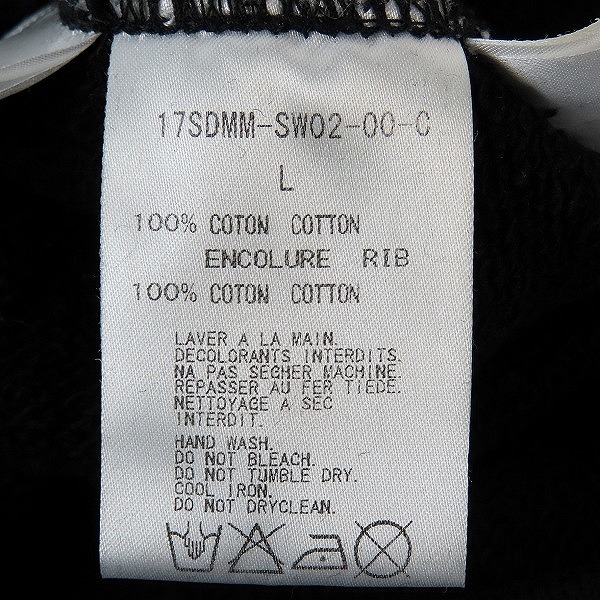 17SDMM-SW02-00-C
L
100% COTON COTTON
ENCOLURE RIB
100% COTON COTTON
LAVER A LA MAIN.
DECOLORANTS INTERDITS.
NA PAS SECHER MACHINE.
REPASSER AU FER TIEDE.
NETTOYAGE A SEC
INTERDIT.
HAND WASH.
DO NOT BLEACH.
DO NOT TUMBLE DRY.
COOL IRON.
DO NOT DRYCLEAN.